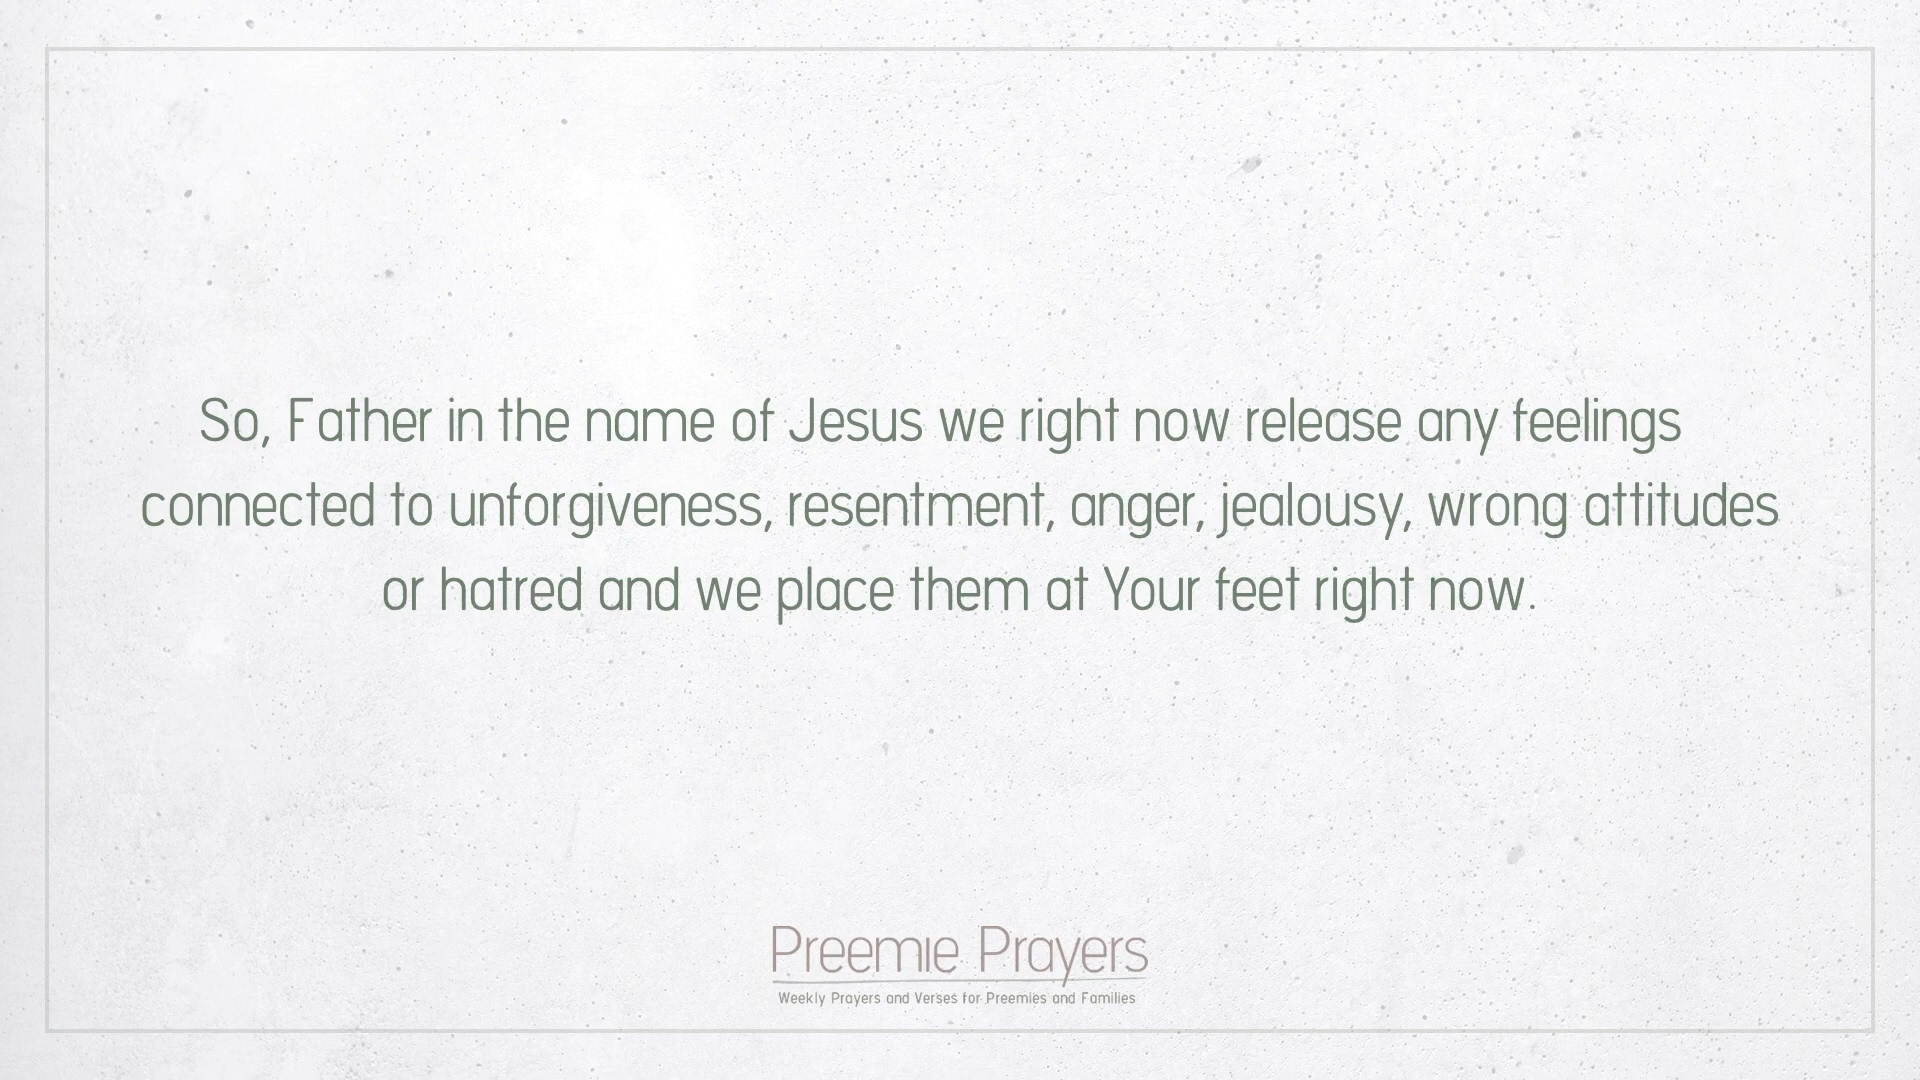 So, Father in the name of Jesus we right now release any feelings
connected to unforgiveness, resentment, anger, jealousy, wrong attitudes
or hatred and we place them at Your feet right now.
Preemie Prayers
Weekly Prayers and Verses for Preemies and Families